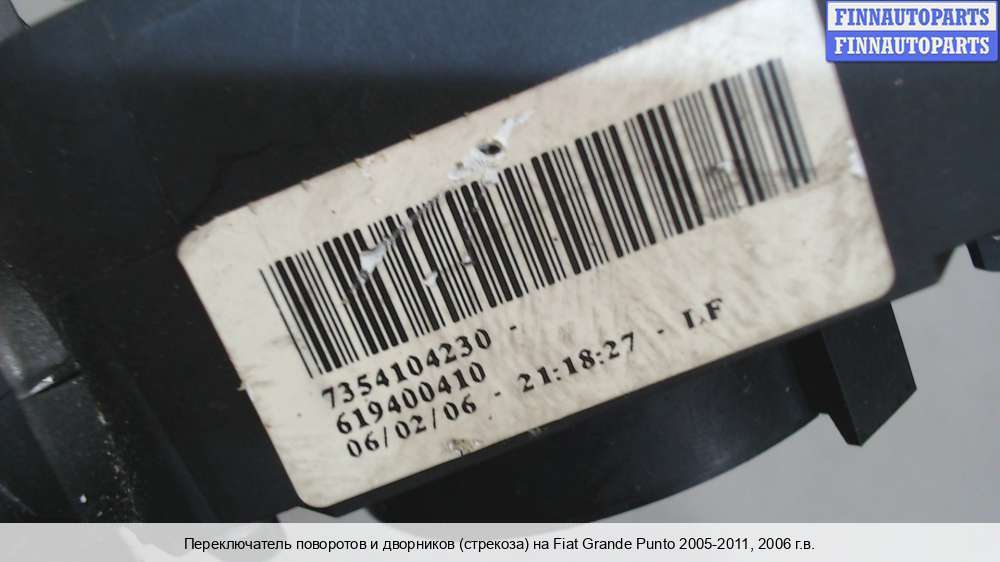 FINNAUTOPARTS
FINNAUTOPARTS
7354104230 -
619400410
06/02/06 - 21:18:27 - LF
Переключатель поворотов и дворников (стрекоза) на Fiat Grande Punto 2005-2011, 2006 г.в.